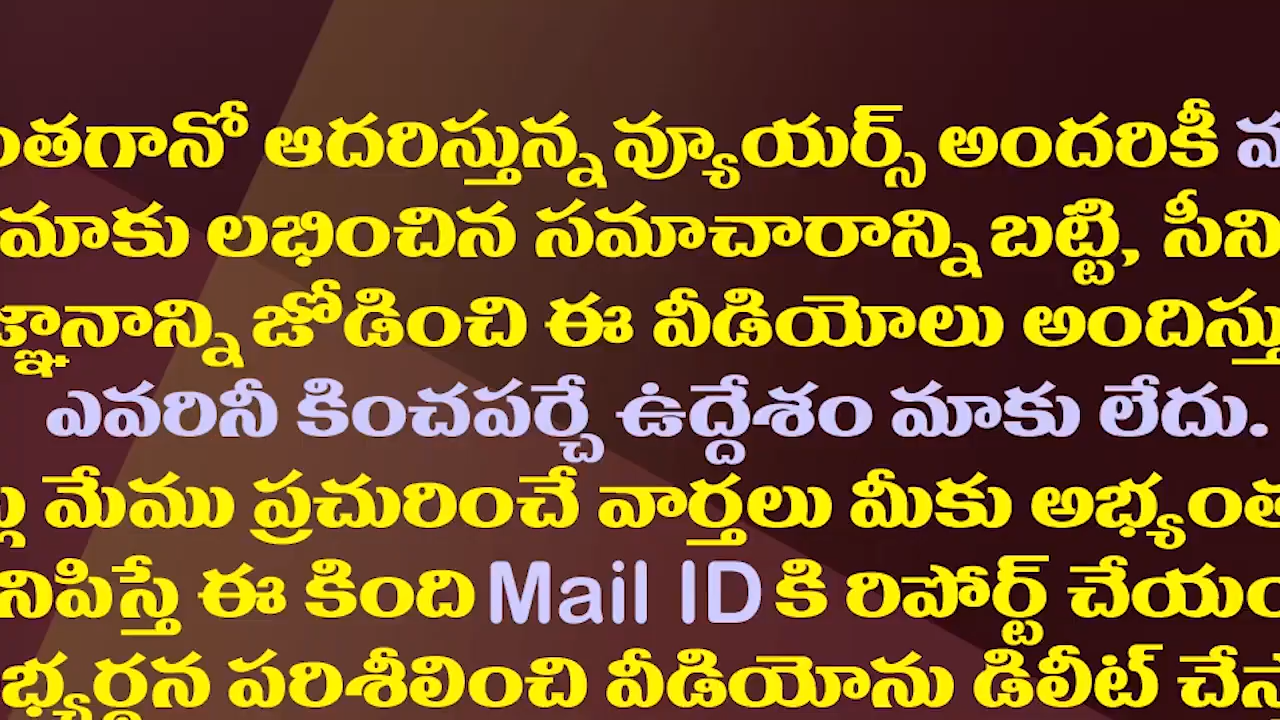 ఆదరిస్తున్న వ్యూయర్స్ అందరికీ
మాకు లభించిన సమాచారాన్ని బట్టి,
జోడించి ఈ వీడియోలు
ఎవరినీ కించపర్చే ఉద్దేశం మాకు లేదు.
మేము ప్రచురించే వార్తలు మీకు
ఈ కింది Mail ID కి రిపోర్ట్
పరిశీలించి వీడియోను డిలీట్